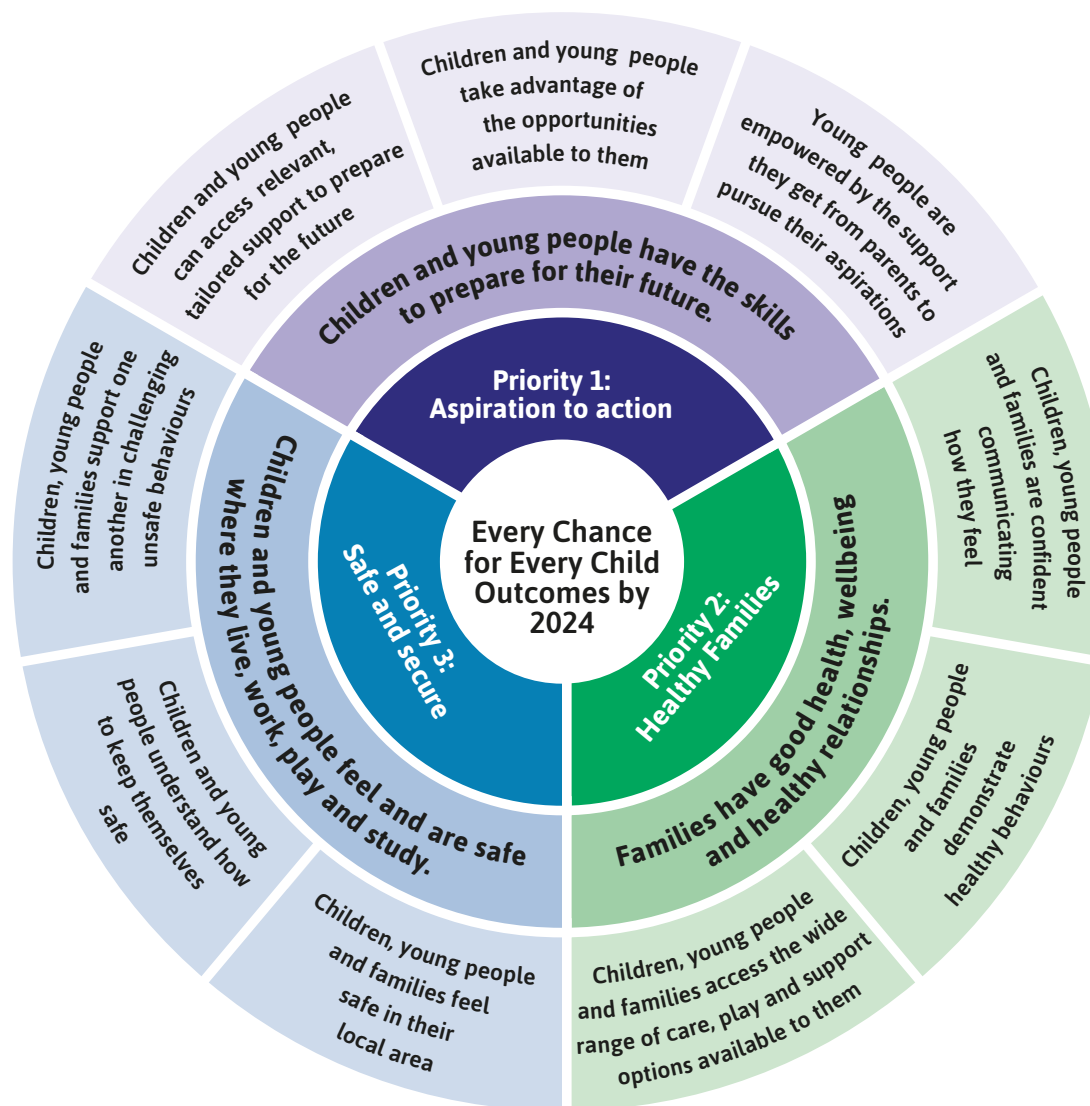 Every Chance
for Every Child
Outcomes by
2024
Priority 1:
Aspiration to action
Children and young people have the skills
to prepare for their future.
Children and young people
can access relevant,
tailored support to prepare
for the future
Children and young people
take advantage of
the opportunities
available to them
Young people are
empowered by the support
they get from parents to
pursue their aspirations
Priority 2:
Healthy Families
Families have good health, wellbeing
and healthy relationships.
Children, young people
and families are confident
communicating
how they feel
Children, young people
and families
demonstrate
healthy behaviours
Children, young people
and families access the wide
range of care, play and support
options available to them
Priority 3:
Safe and secure
Children and young people feel and are safe
where they live, work, play and study.
Children, young people
and families feel
safe in their
local area
Children and young
people understand how
to keep themselves
safe
Children, young people
and families support one
another in challenging
unsafe behaviours